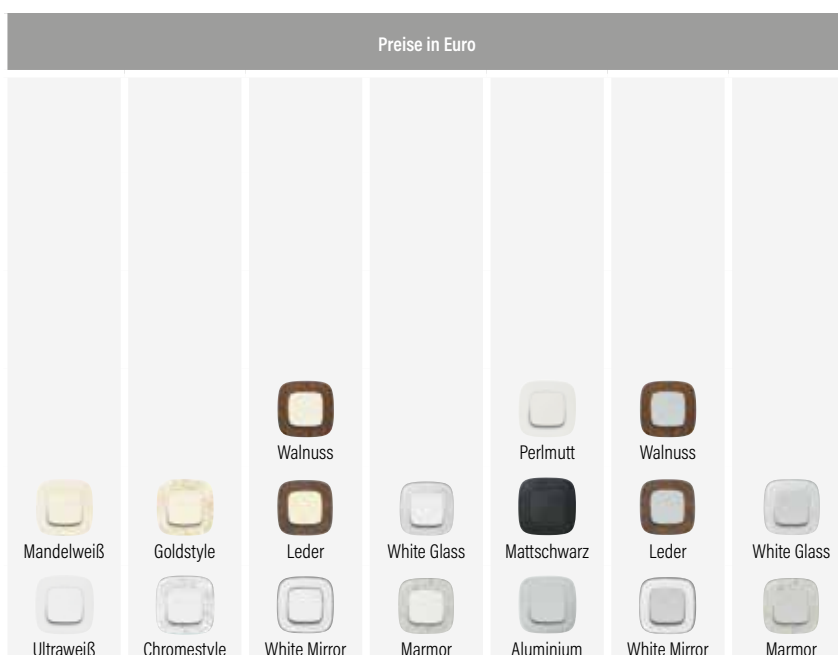 Preise in Euro
Walnuss Perlmutt Walnuss
Mandelweiß Goldstyle Leder White Glass Mattschwarz Leder White Glass
Ultraweiß Chromestyle White Mirror Marmor Aluminium White Mirror Marmor